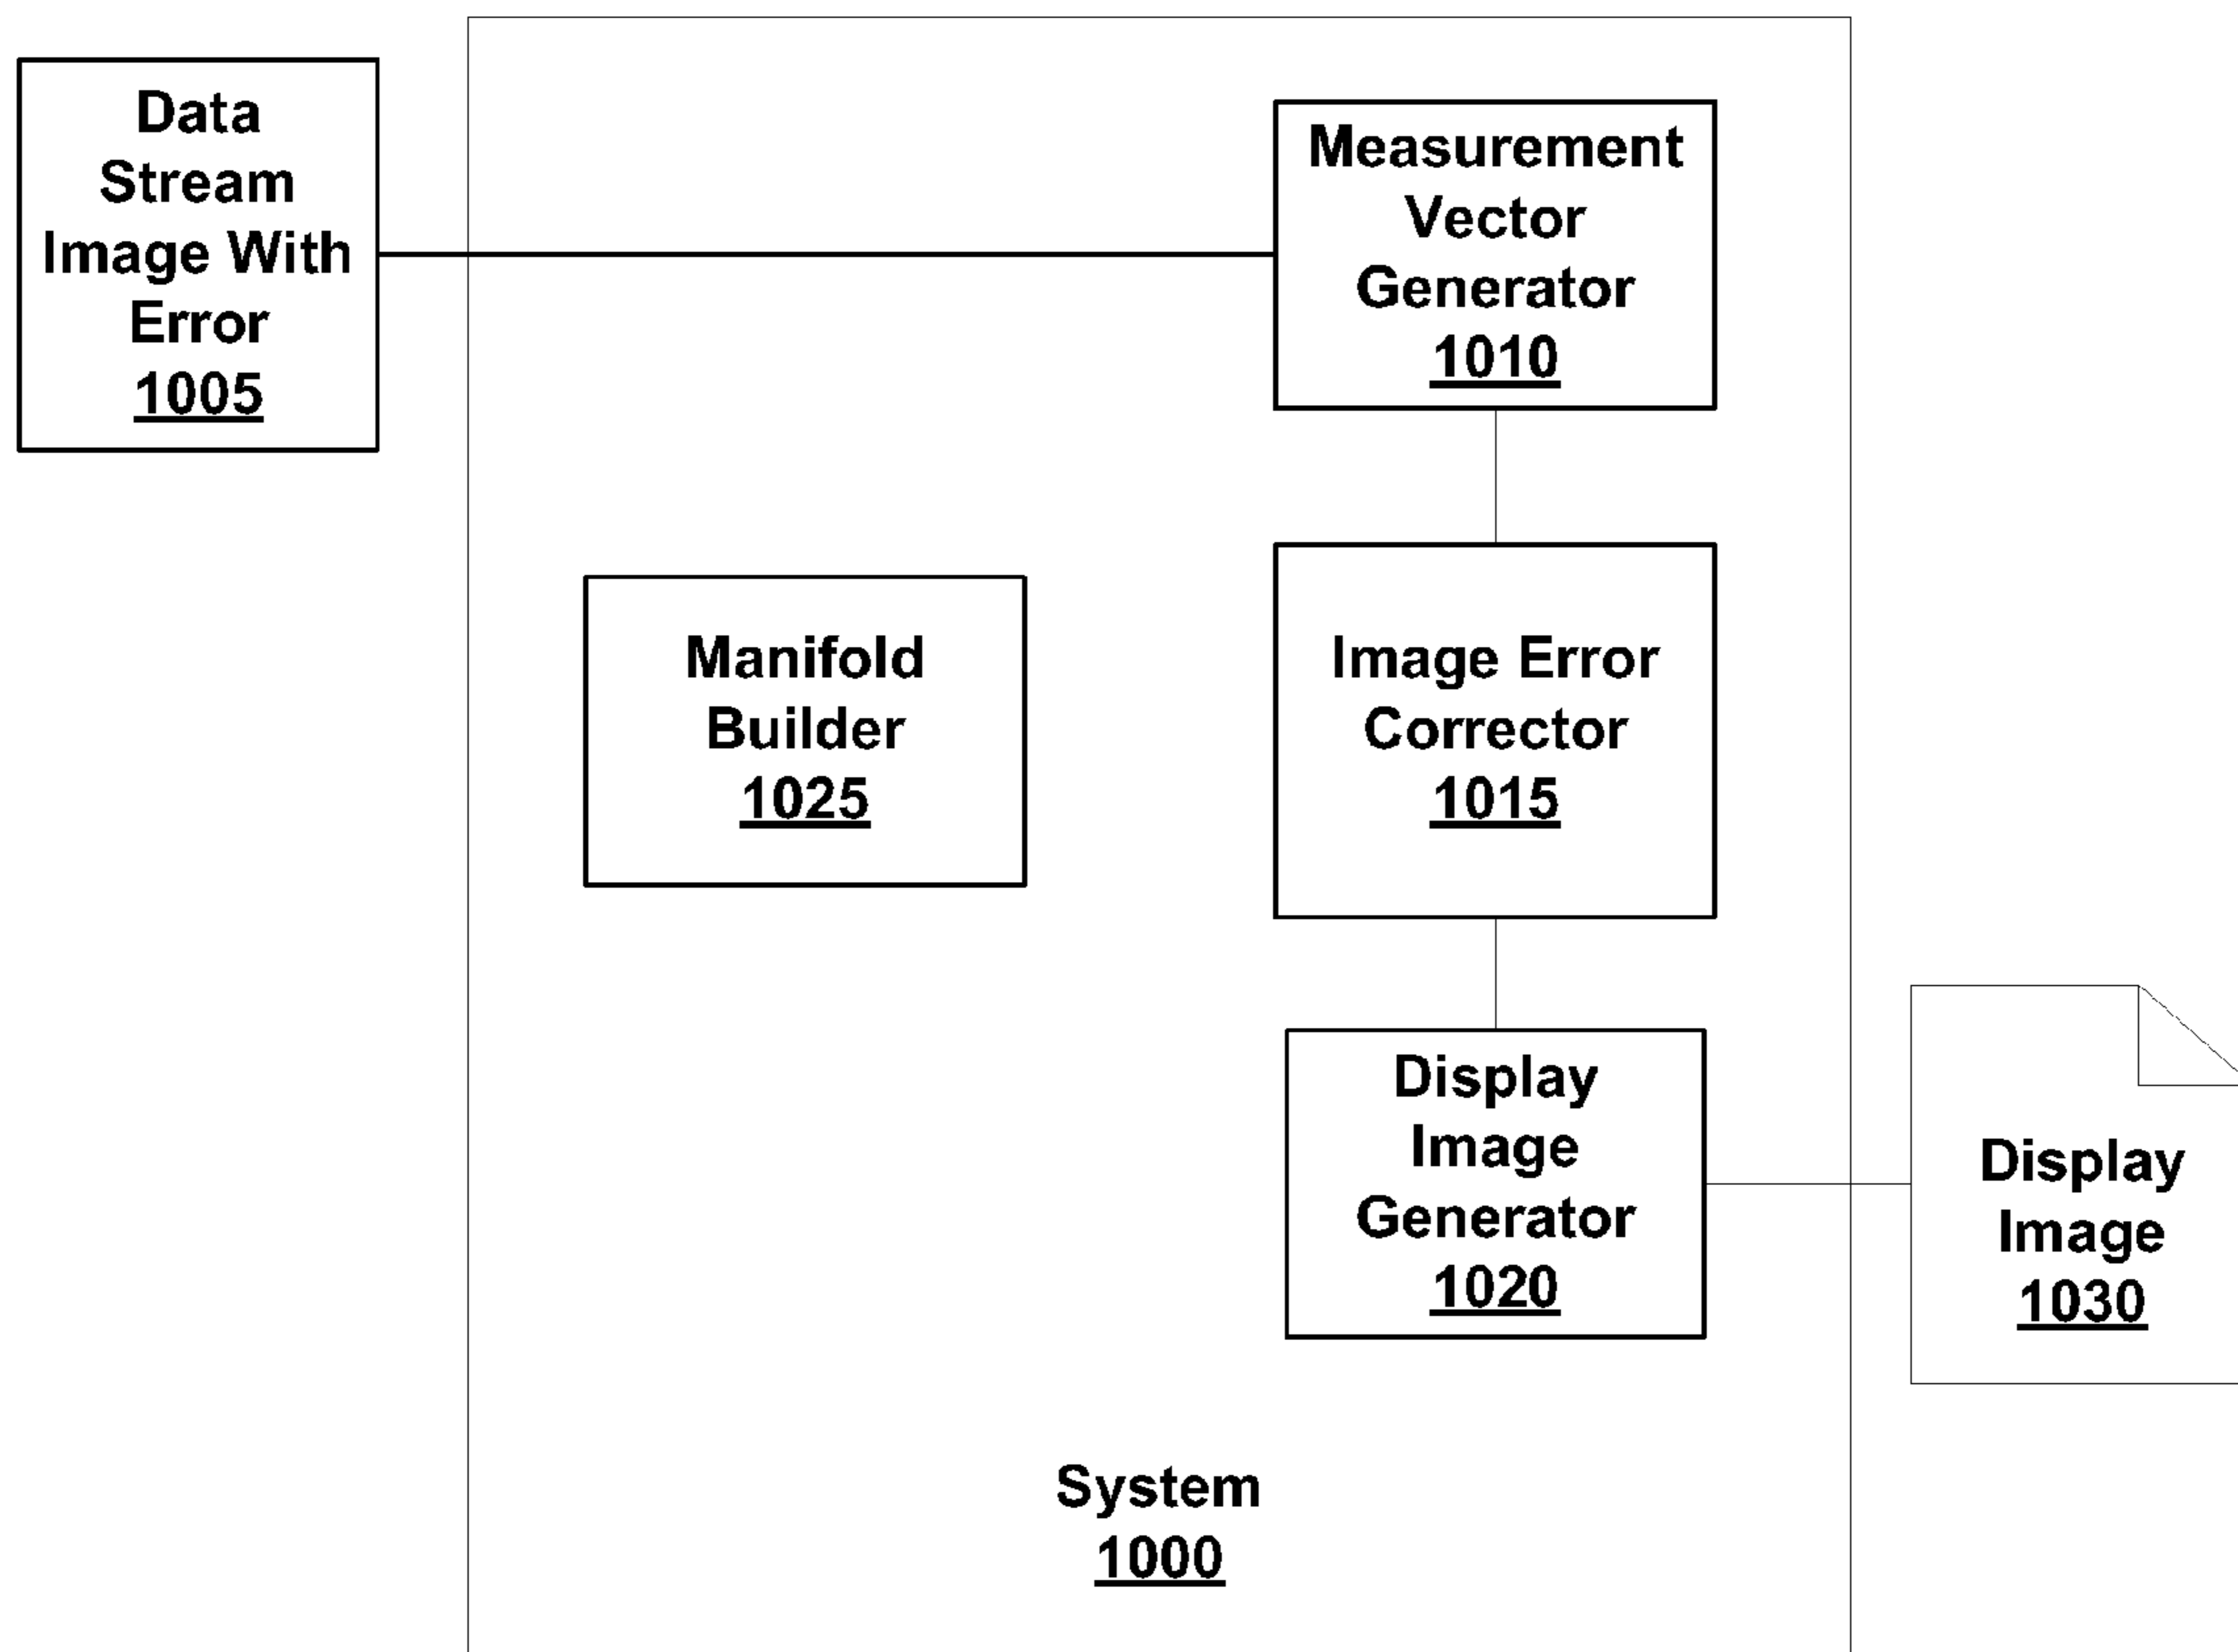 Data
Stream
Image With
Error
1005
Measurement
Vector
Generator
1010
Manifold
Builder
1025
Image Error
Corrector
1015
Display
Image
Generator
1020
Display
Image
1030
System
1000